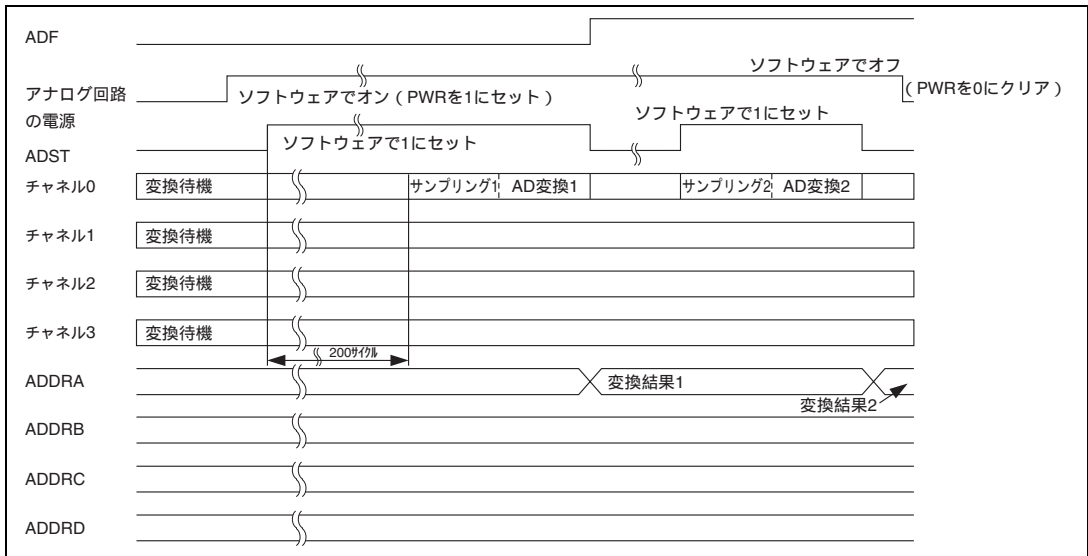 ADF
ソフトウェアでオフ
(PWRを0にクリア)
アナログ回路
の電源
ソフトウェアでオン(PWRを1にセット)
ソフトウェアで1にセット
ADST
ソフトウェアで1にセット
チャネル0 変換待機 サンプリング1 AD変換1 サンプリング2 AD変換2
チャネル1 変換待機
チャネル2 変換待機
チャネル3 変換待機
200サイクル
ADDRA 変換結果1
変換結果2
ADDRB
ADDRC
ADDRD